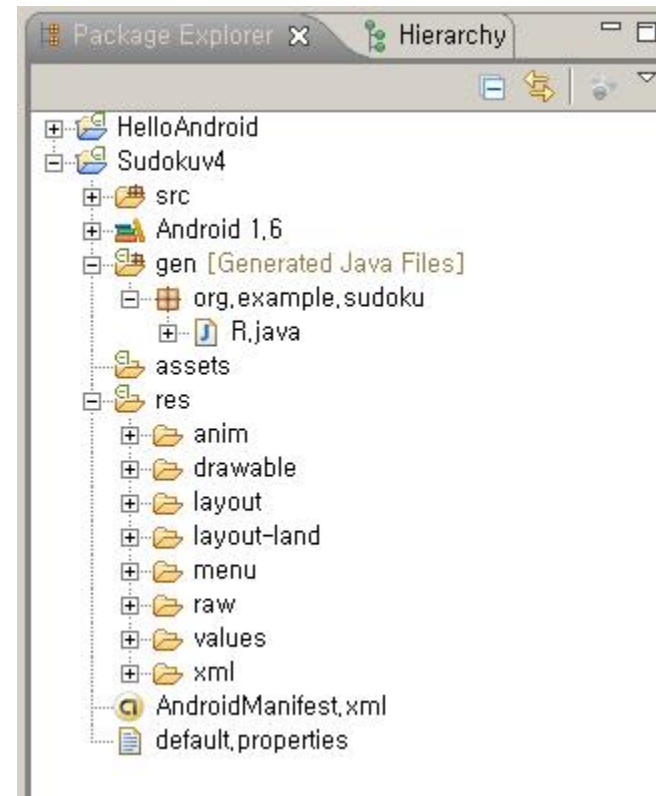 Package Explorer Hierarchy
HelloAndroid
Sudokuv4
src
Android 1,6
gen [Generated Java Files]
org,example,sudoku
R,java
assets
res
anim
drawable
layout
layout-land
menu
raw
values
xml
AndroidManifest,xml
default,properties